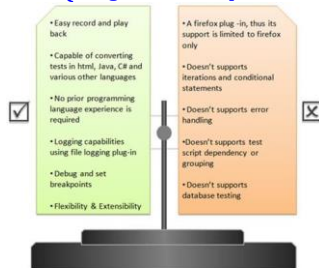 •Easy record and play
back
•Capable of converting
tests in html, Java, C# and
various other languages
•No prior programming
language experience is
required
•Logging capabilities
using file logging plug-in
•Debug and set
breakpoints
•Flexibility & Extensibility
•A firefox plug -in, thus its
support is limited to firefox
only
•Doesn't supports
iterations and conditional
statements
•Doesn't supports error
handling
•Doesn't supports test
script dependency or
grouping
•Doesn't supports
database testing